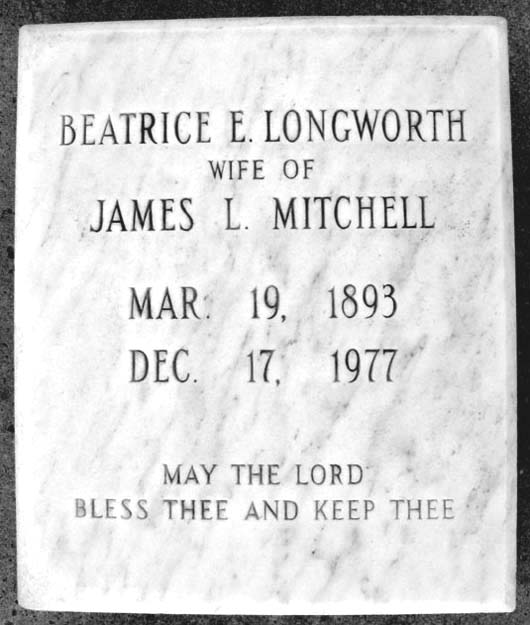 BEATRICE E. LONGWORTH
WIFE OF
JAMES L. MITCHELL
MAR. 19, 1893
DEC. 17, 1977
MAY THE LORD
BLESS THEE AND KEEP THEE